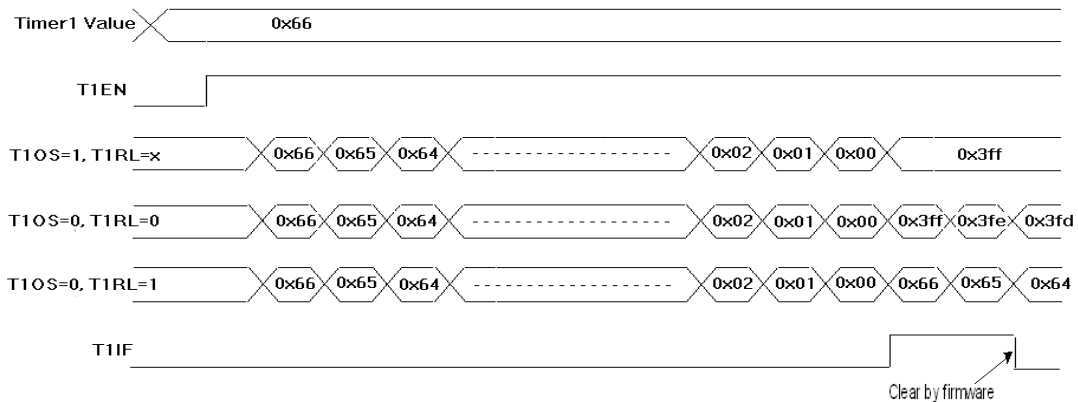 Timer1 Value 0x66
T1EN
T1OS=1, T1RL=x 0x66 0x65 0x64 0x02 0x01 0x00 0x3ff
T1OS=0, T1RL=0 0x66 0x65 0x64 0x02 0x01 0x00 0x3ff 0x3fe 0x3fd
T1OS=0, T1RL=1 0x66 0x65 0x64 0x02 0x01 0x00 0x66 0x65 0x64
T1IF
Clear by firmware